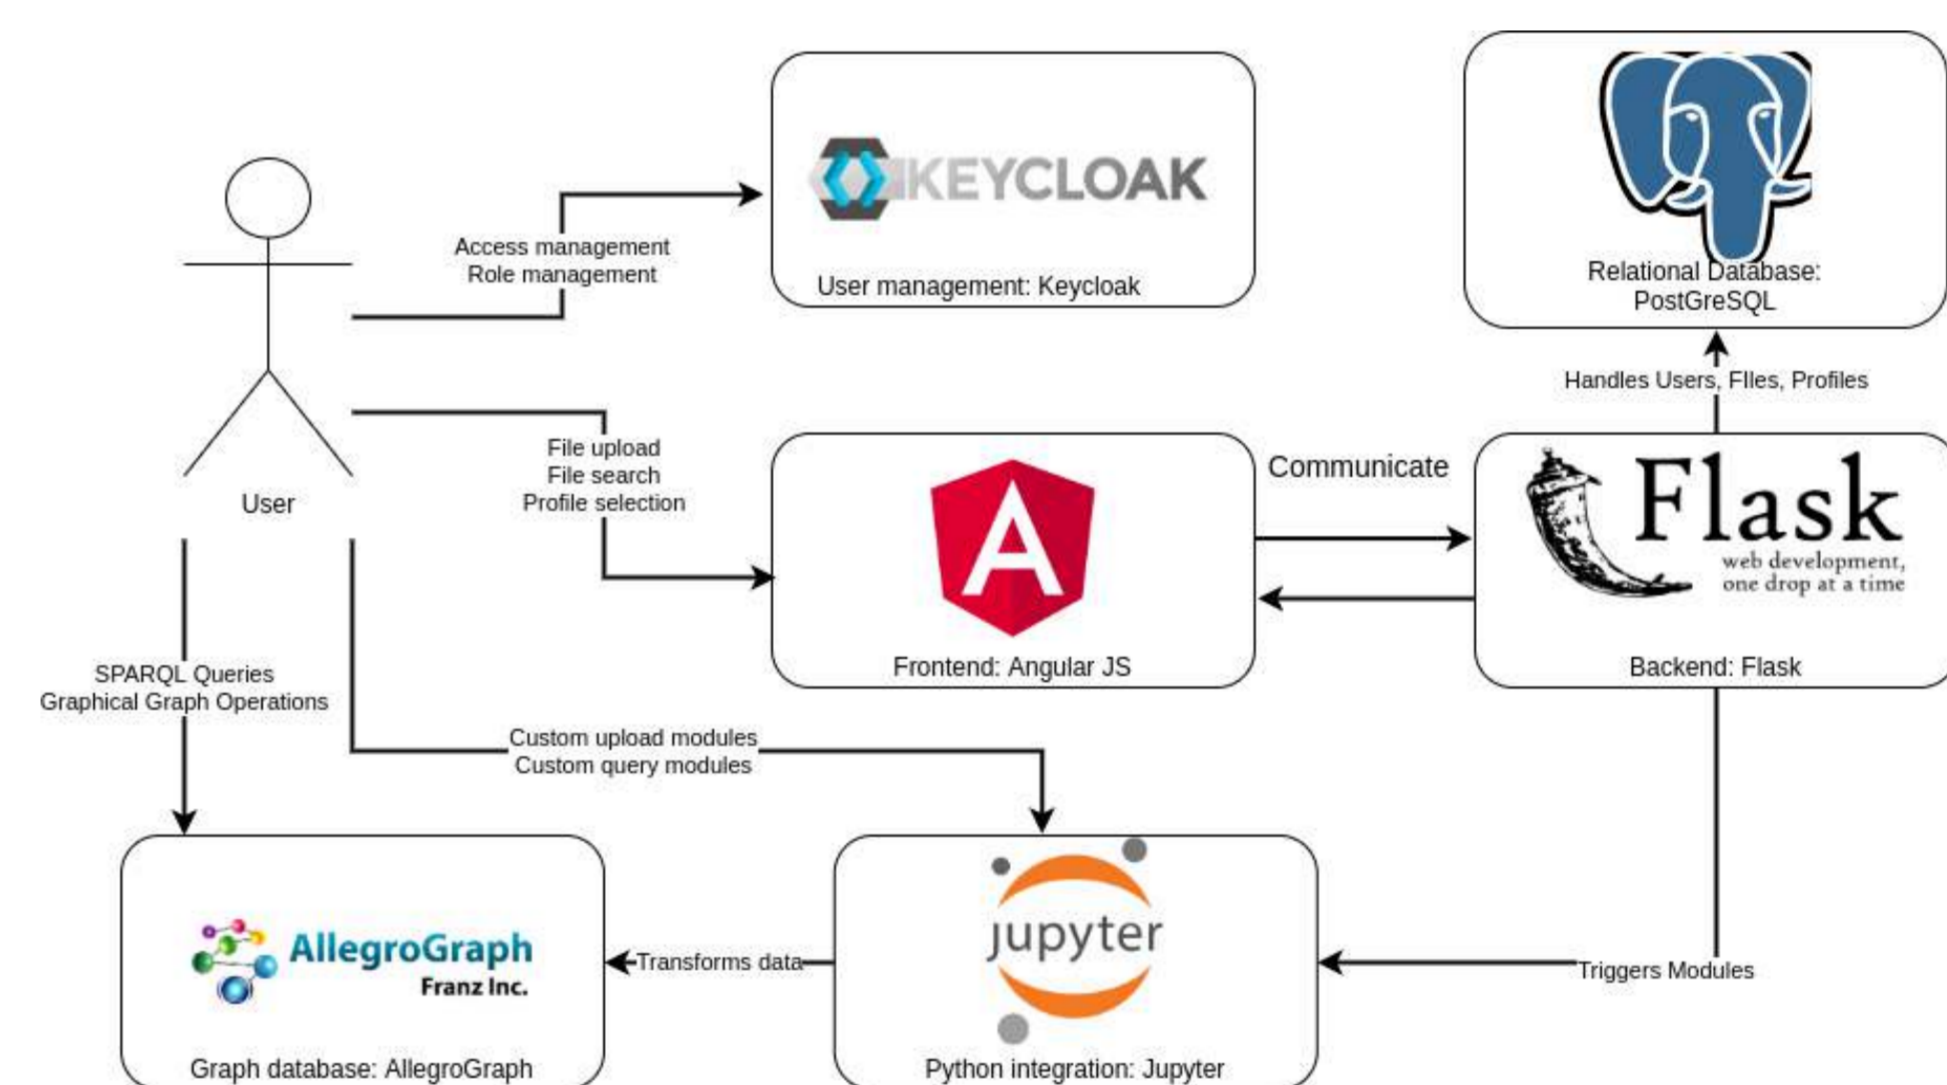 KEYCLOAK
User management: Keycloak
Access management
Role management
Relational Database:
PostGreSQL
Handles Users, FIles, Profiles
User
File upload
File search
Profile selection
Frontend: Angular JS
Communicate
Flask
web development,
one drop at a time
Backend: Flask
SPARQL Queries
Graphical Graph Operations
Custom upload modules
Custom query modules
AllegroGraph
Franz Inc.
Graph database: AllegroGraph
Transforms data
jupyter
Python integration: Jupyter
Triggers Modules